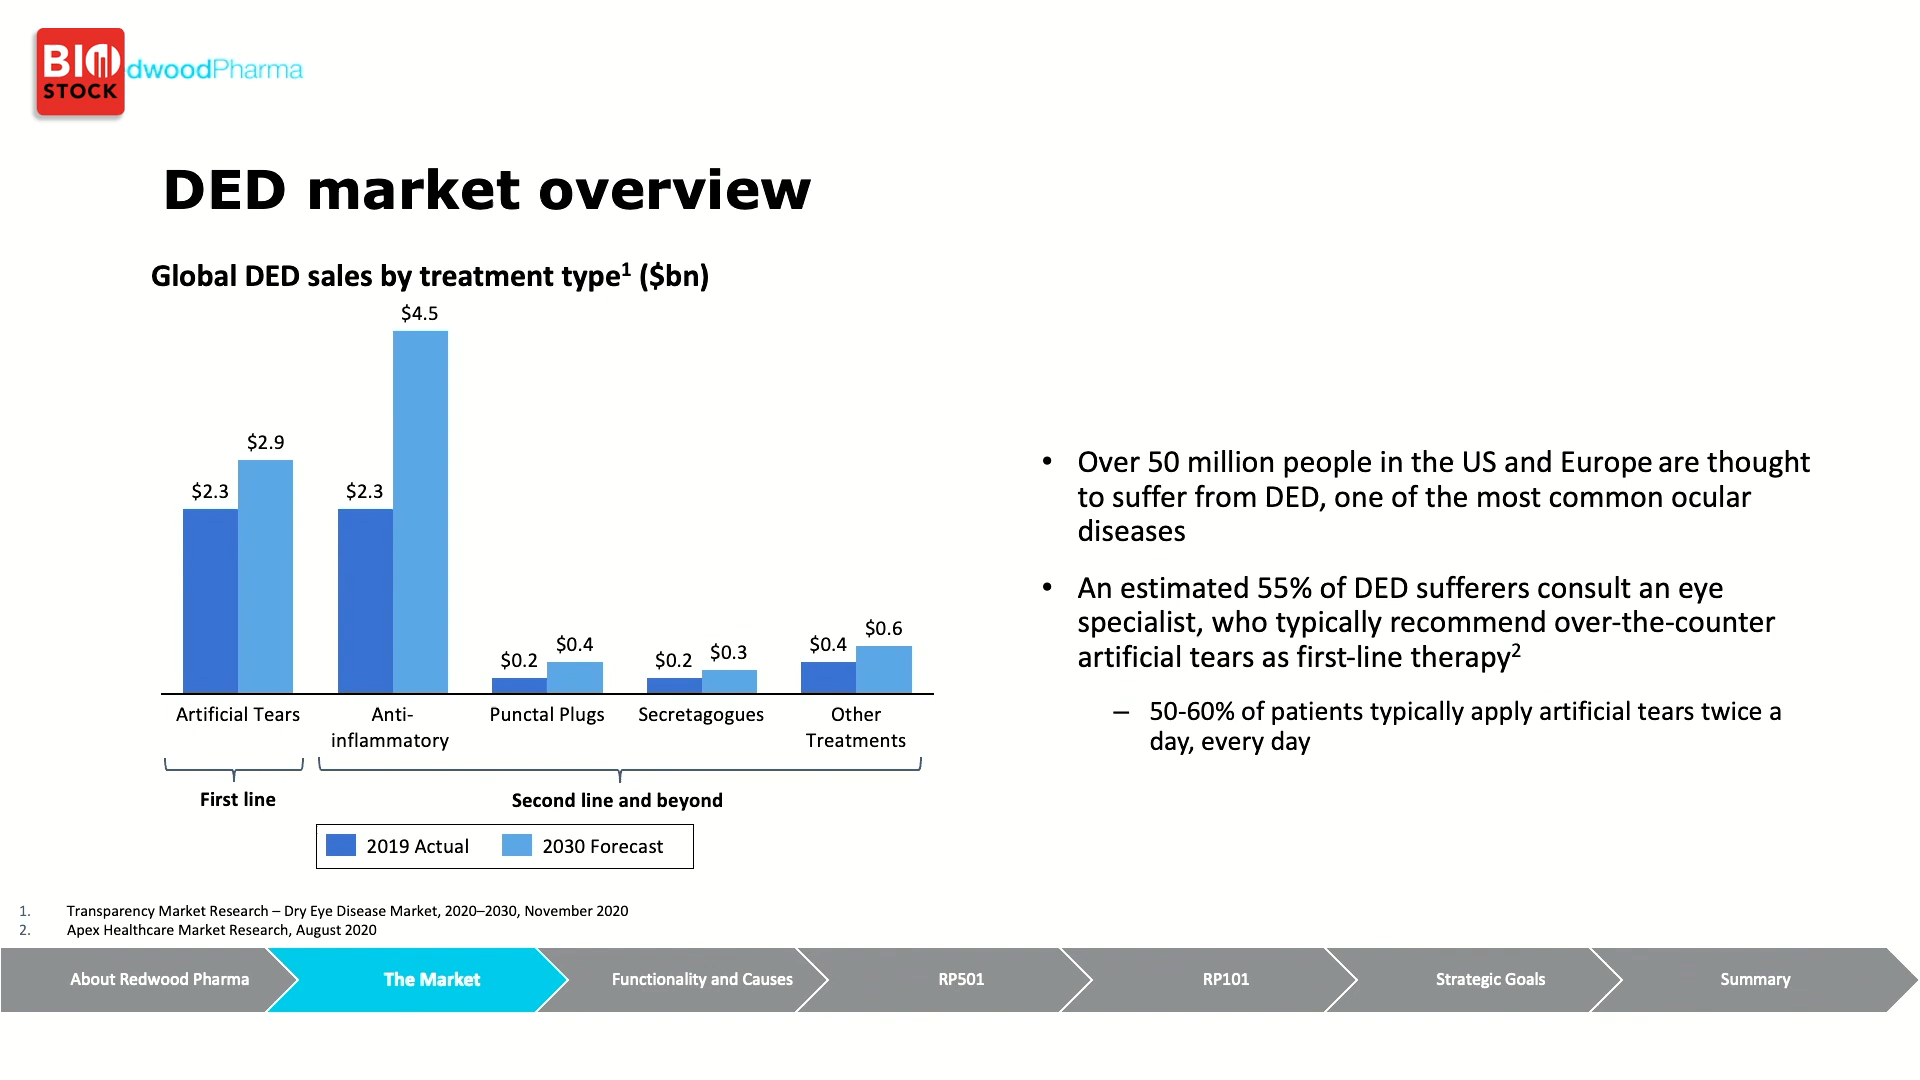 BIO
STOCK
dwoodPharma
DED market overview
Global DED sales by treatment type¹ ($bn)
$4.5
$2.9
$2.3
$2.3
$0.2
$0.4
$0.2
$0.3
$0.4
$0.6
Artificial Tears
Anti-
inflammatory
Punctal Plugs
Secretagogues
Other
Treatments
First line
Second line and beyond
2019 Actual
2030 Forecast
• Over 50 million people in the US and Europe are thought
to suffer from DED, one of the most common ocular
diseases
• An estimated 55% of DED sufferers consult an eye
specialist, who typically recommend over-the-counter
artificial tears as first-line therapy²
– 50-60% of patients typically apply artificial tears twice a
day, every day
1. Transparency Market Research – Dry Eye Disease Market, 2020–2030, November 2020
2. Apex Healthcare Market Research, August 2020
About Redwood Pharma
The Market
Functionality and Causes
RP501
RP101
Strategic Goals
Summary